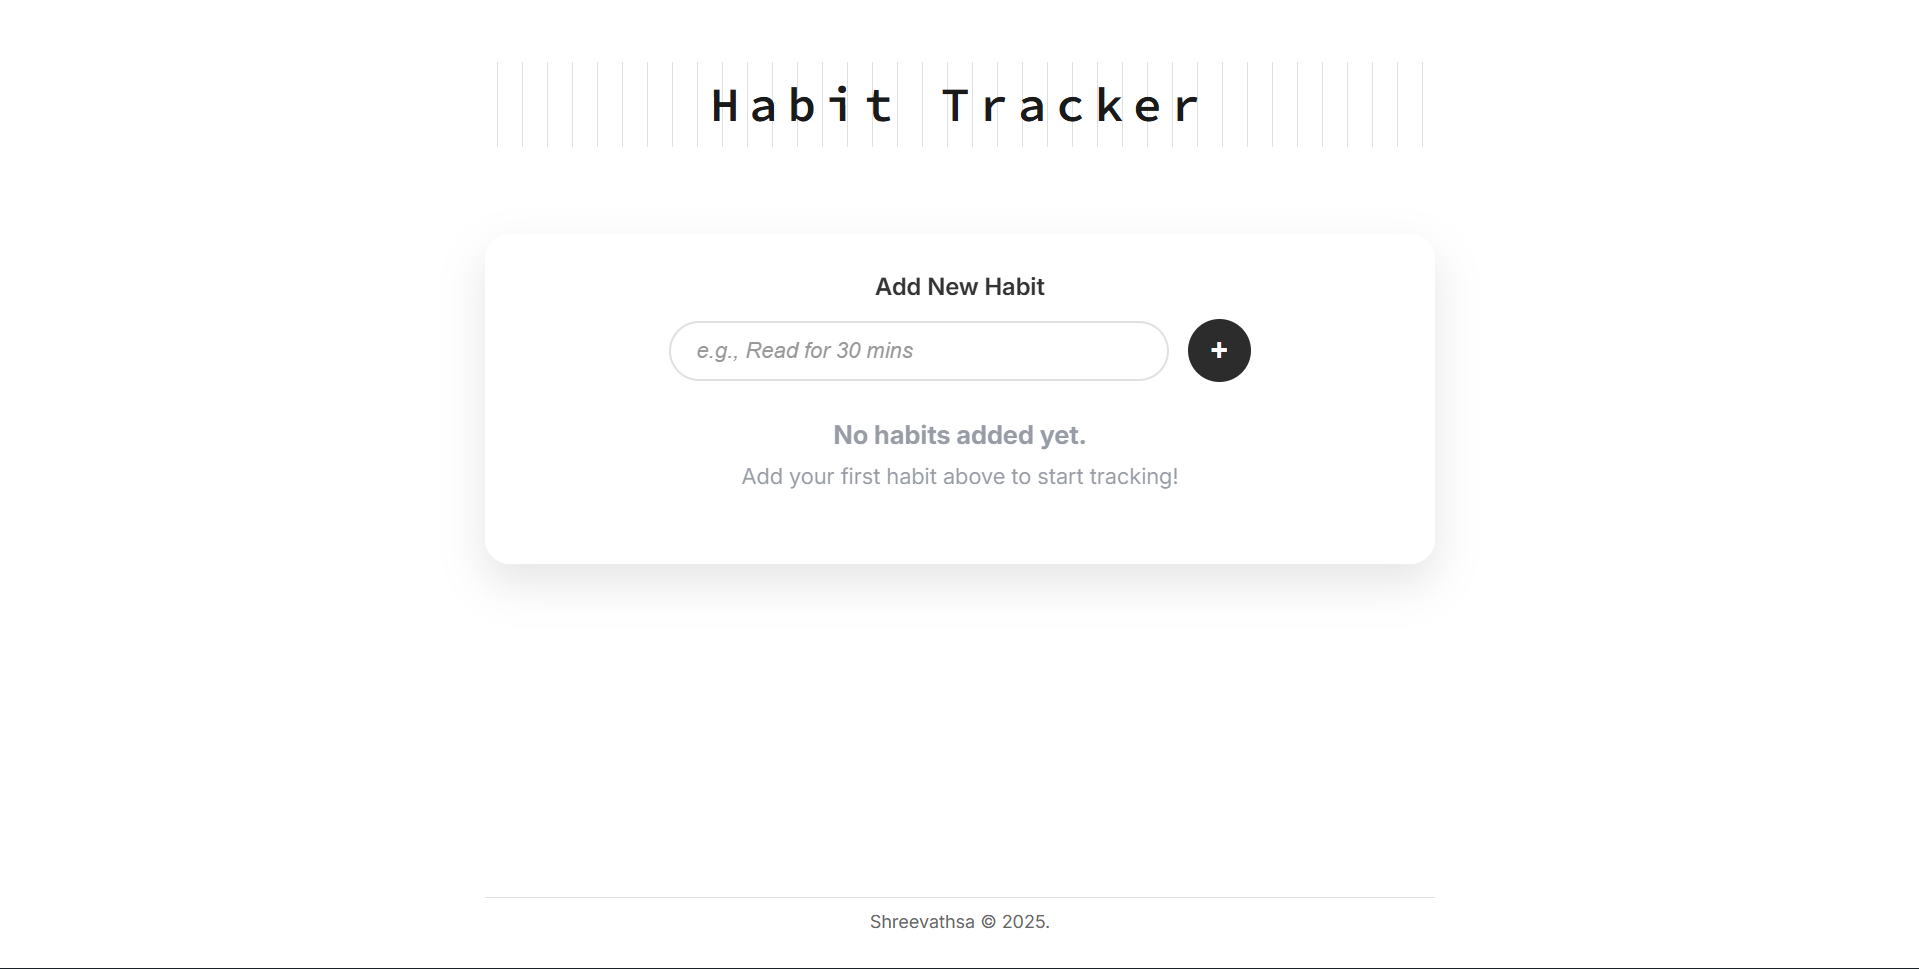 Habit Tracker
Add New Habit
e.g., Read for 30 mins
+
No habits added yet.
Add your first habit above to start tracking!
Shreevathsa © 2025.